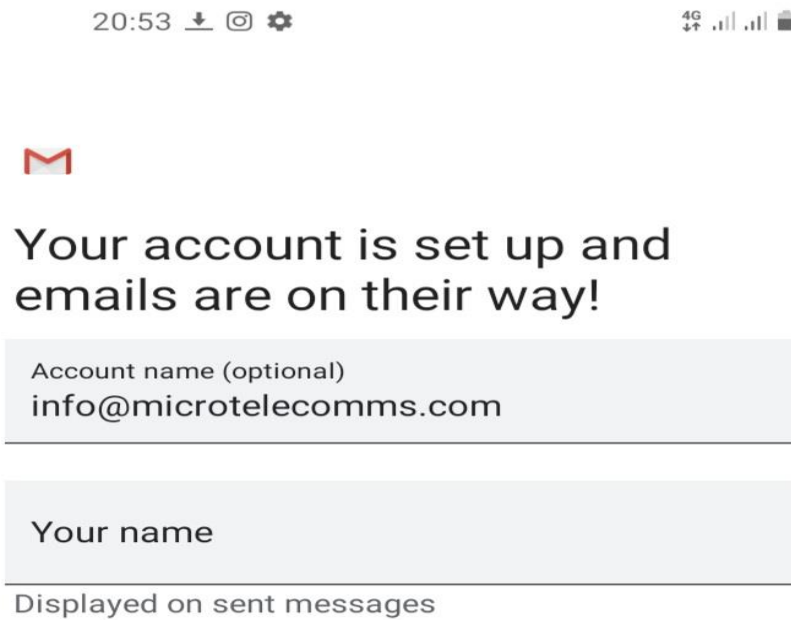 20:53
4G
Your account is set up and
emails are on their way!
Account name (optional)
info@microtelecomms.com
Your name
Displayed on sent messages